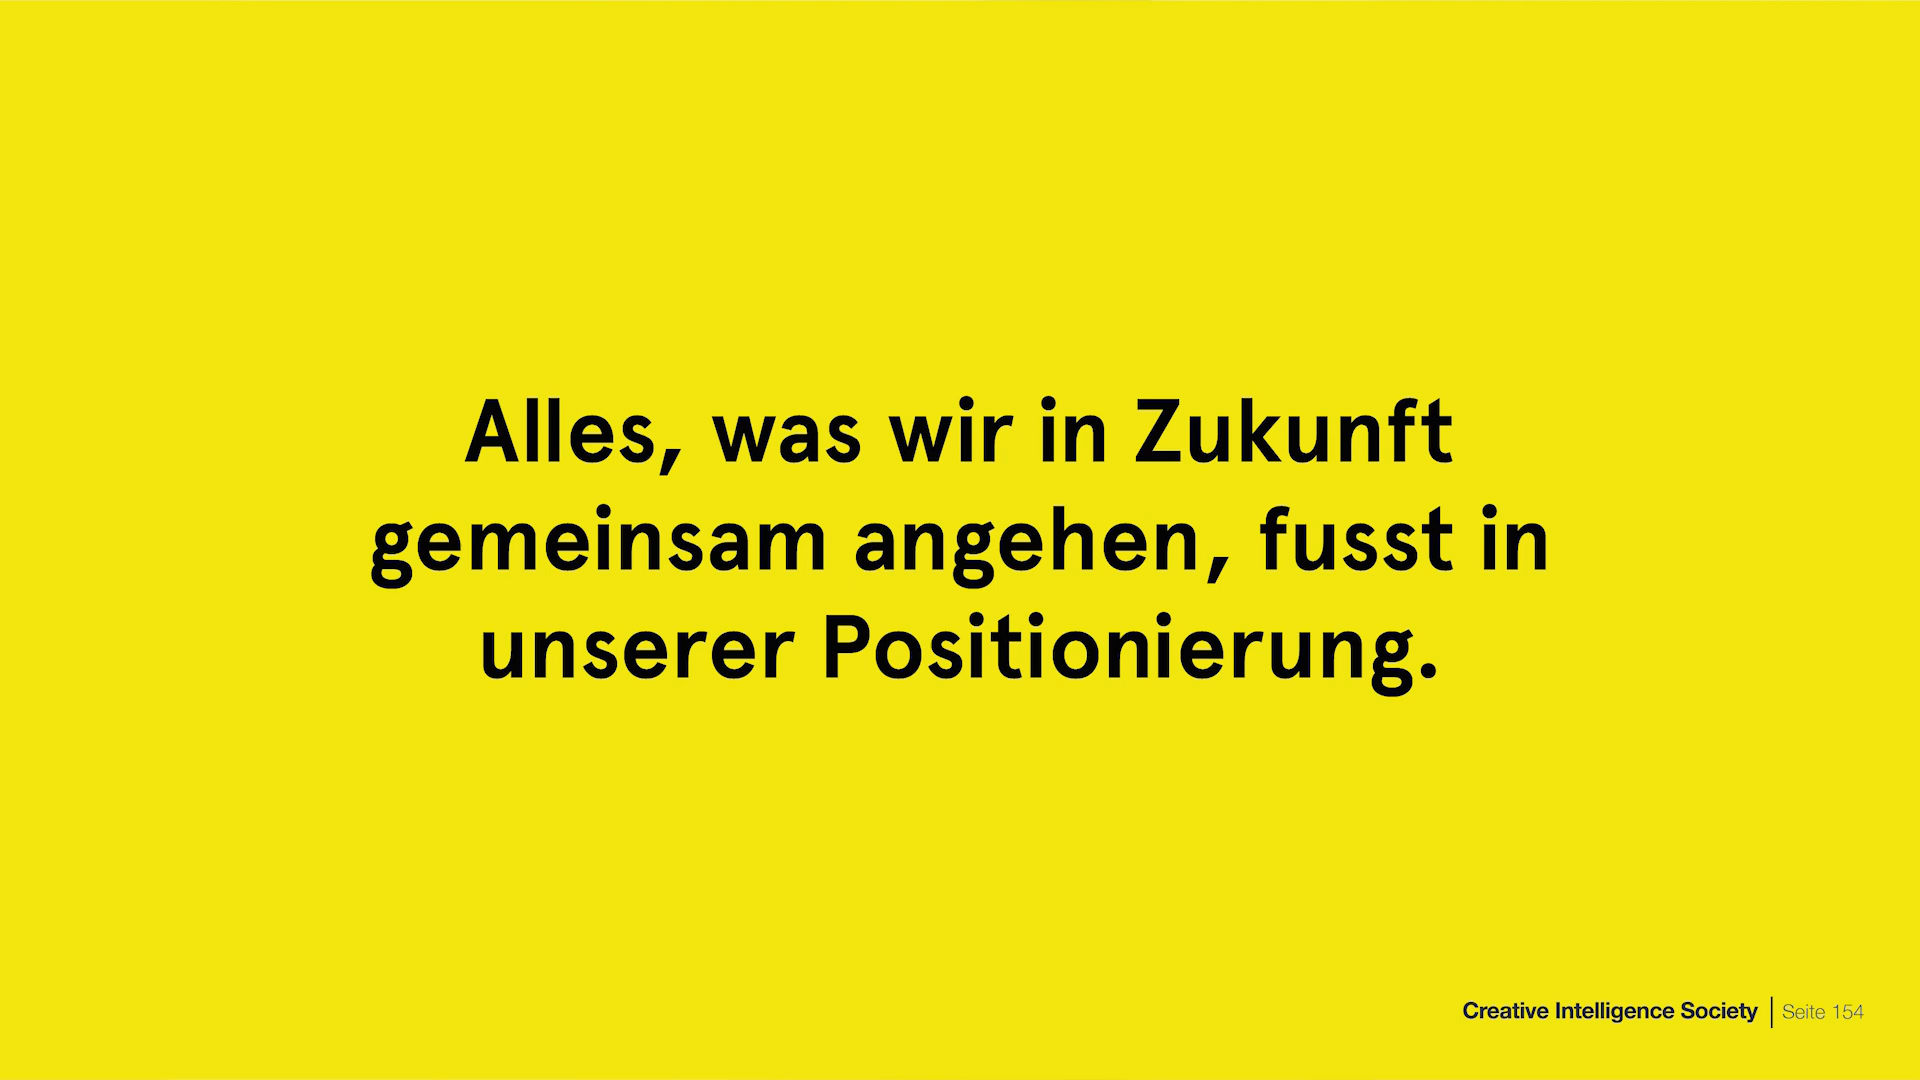 Alles, was wir in Zukunft
gemeinsam angehen, fusst in
unserer Positionierung.
Creative Intelligence Society | Seite 154